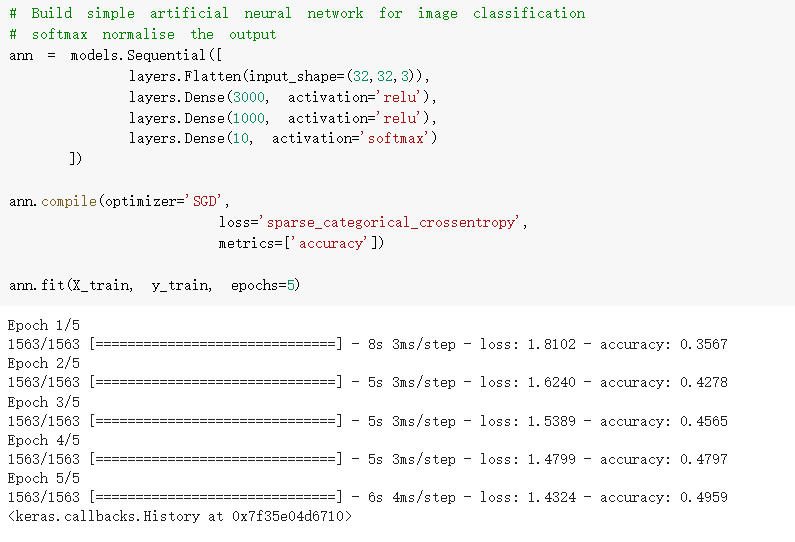 # Build simple artificial neural network for image classification
# softmax normalise the output
ann = models.Sequential([
layers.Flatten(input_shape=(32,32,3)),
layers.Dense(3000, activation='relu'),
layers.Dense(1000, activation='relu'),
layers.Dense(10, activation='softmax')
])
ann.compile(optimizer='SGD',
loss='sparse_categorical_crossentropy',
metrics=['accuracy'])
ann.fit(X_train, y_train, epochs=5)
Epoch 1/5
1563/1563 [==============================] - 8s 3ms/step - loss: 1.8102 - accuracy: 0.3567
Epoch 2/5
1563/1563 [==============================] - 5s 3ms/step - loss: 1.6240 - accuracy: 0.4278
Epoch 3/5
1563/1563 [==============================] - 5s 3ms/step - loss: 1.5389 - accuracy: 0.4565
Epoch 4/5
1563/1563 [==============================] - 5s 3ms/step - loss: 1.4799 - accuracy: 0.4797
Epoch 5/5
1563/1563 [==============================] - 6s 4ms/step - loss: 1.4324 - accuracy: 0.4959
<keras.callbacks.History at 0x7f35e04d6710>